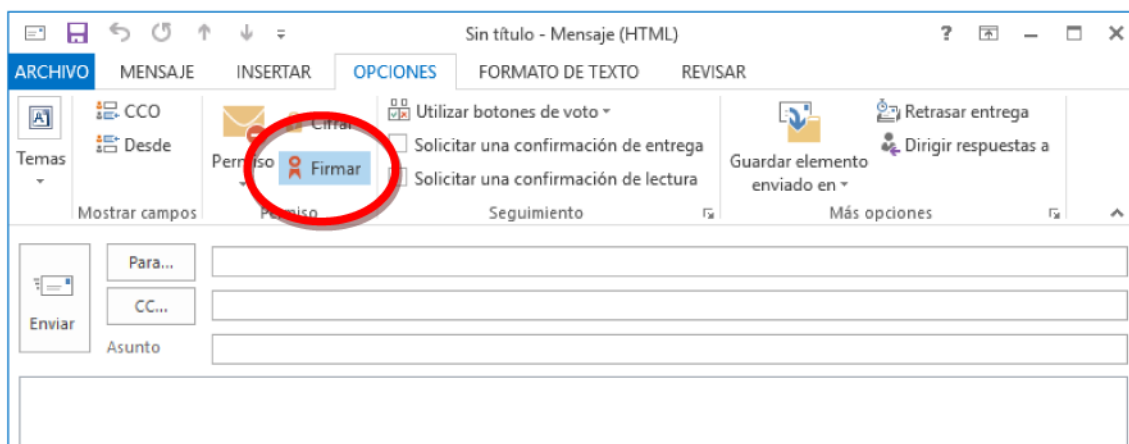 Sin título - Mensaje (HTML) ?
ARCHIVO MENSAJE INSERTAR OPCIONES FORMATO DE TEXTO REVISAR
Temas
CCO
Desde
Mostrar campos
Permiso
Cifrar
Firmar
Permiso
Utilizar botones de voto
Solicitar una confirmación de entrega
Solicitar una confirmación de lectura
Seguimiento
Guardar elemento
enviado en
Retrasar entrega
Dirigir respuestas a
Más opciones
Enviar
Para...
CC...
Asunto